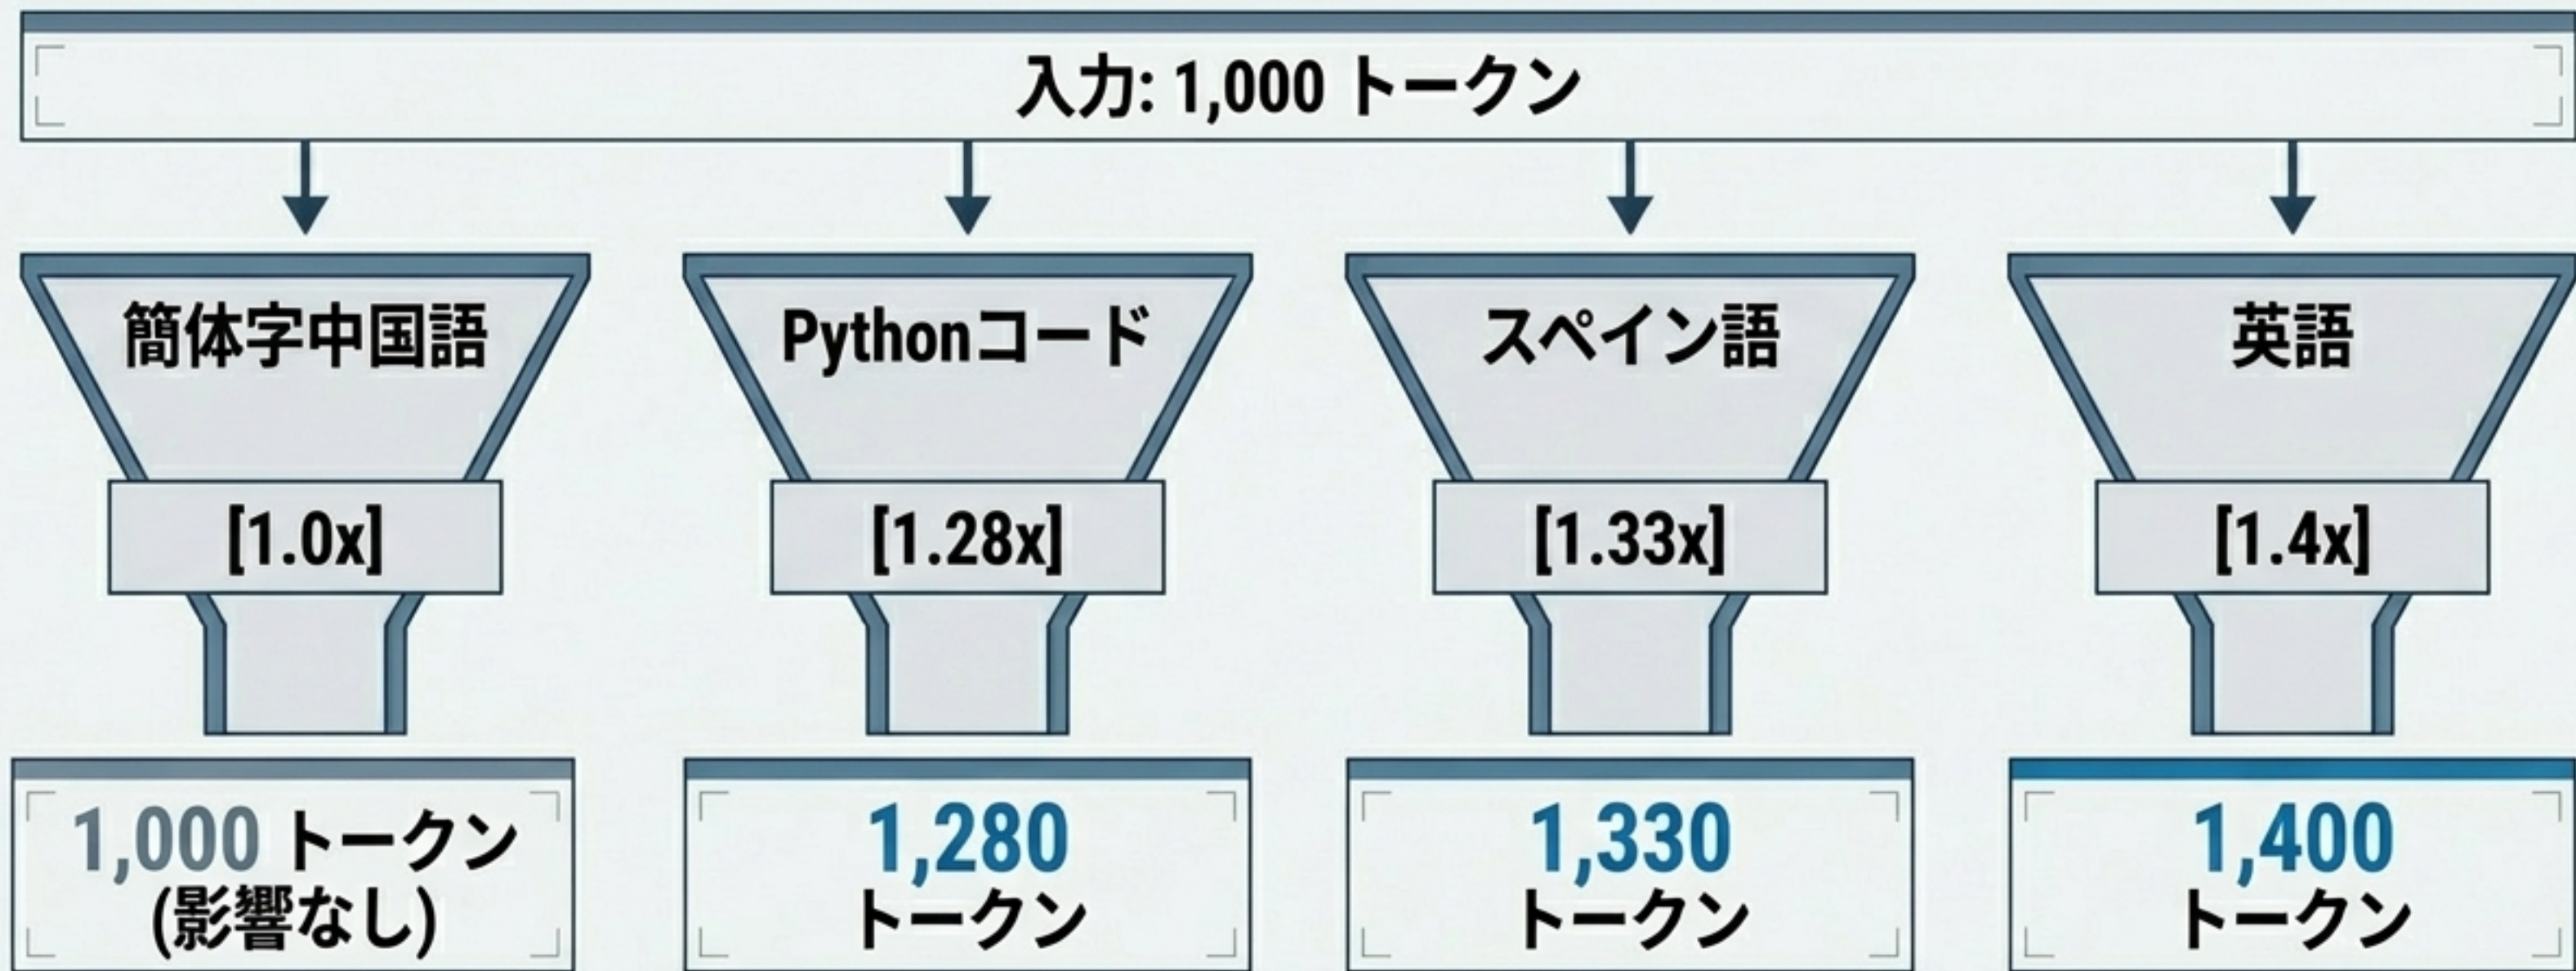 入力: 1,000 トークン
簡体字中国語
Pythonコード
スペイン語
英語
[1.0x]
[1.28x]
[1.33x]
[1.4x]
1,000 トークン
(影響なし)
1,280
トークン
1,330
トークン
1,400
トークン